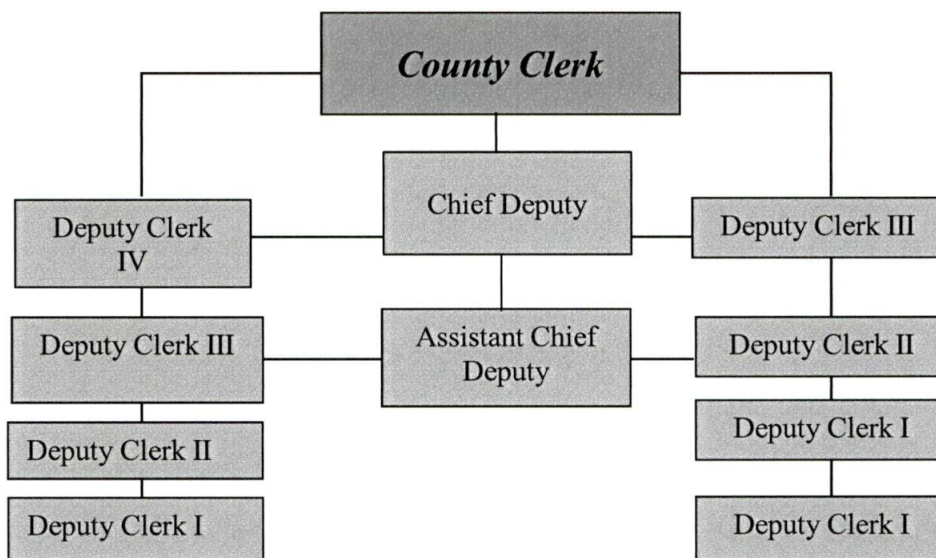 County Clerk
Chief Deputy
Deputy Clerk
IV
Deputy Clerk III
Deputy Clerk III
Assistant Chief
Deputy
Deputy Clerk II
Deputy Clerk II
Deputy Clerk I
Deputy Clerk I
Deputy Clerk I